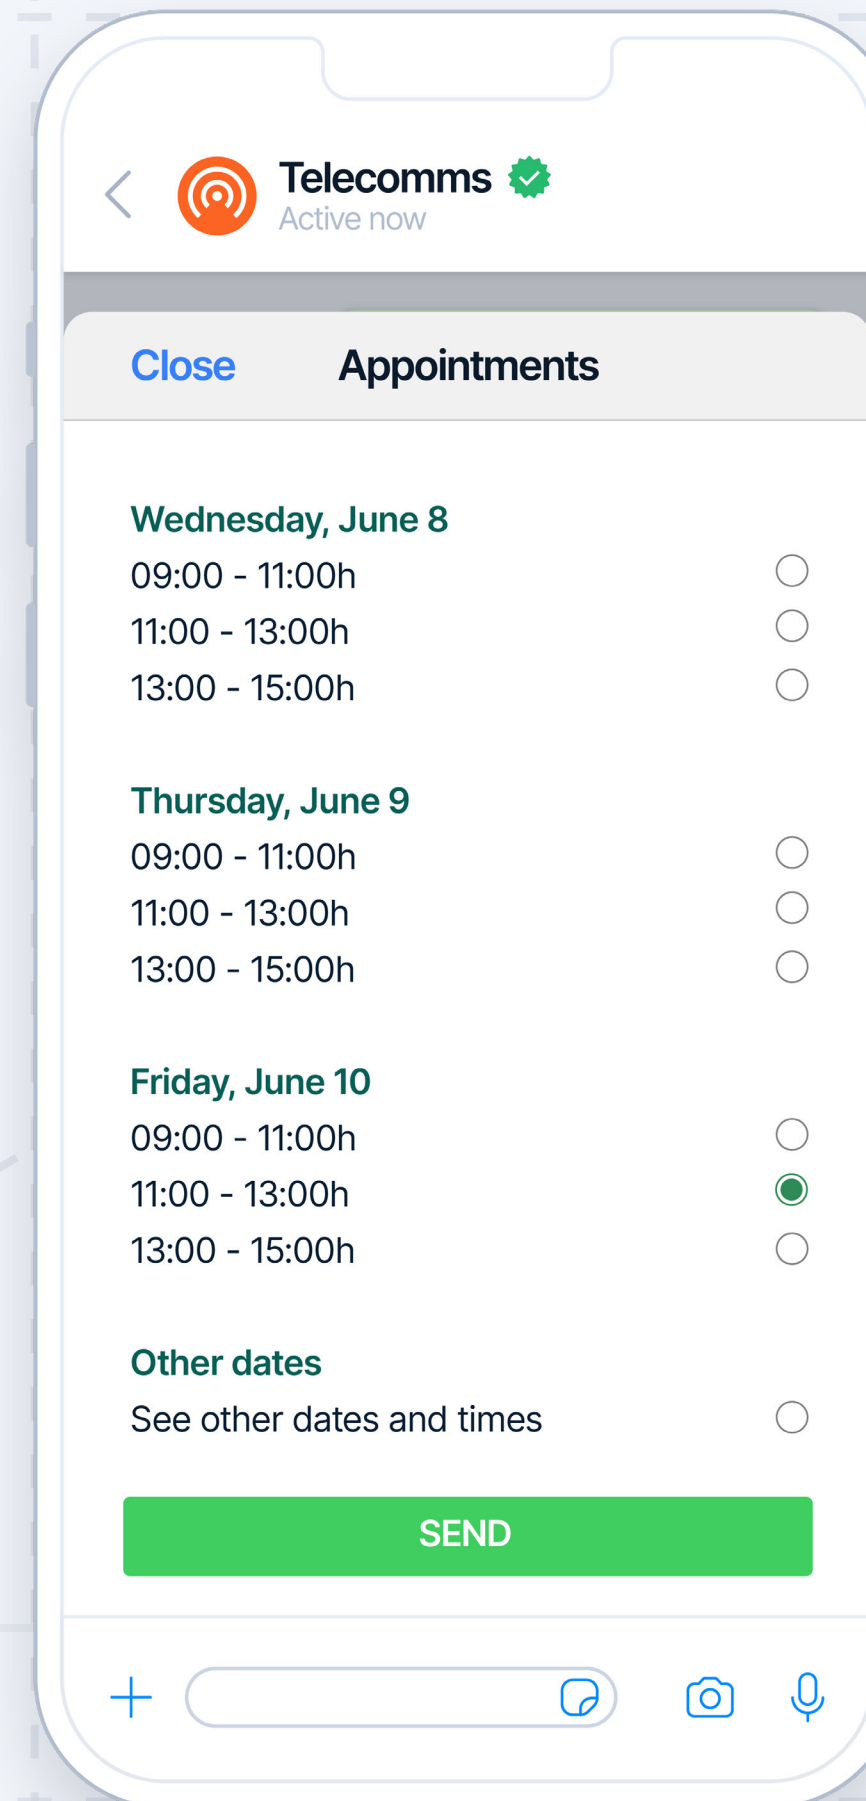 Telecomms
Active now
Close Appointments
Wednesday, June 8
09:00 - 11:00h
11:00 - 13:00h
13:00 - 15:00h
Thursday, June 9
09:00 - 11:00h
11:00 - 13:00h
13:00 - 15:00h
Friday, June 10
09:00 - 11:00h
11:00 - 13:00h
13:00 - 15:00h
Other dates
See other dates and times
SEND